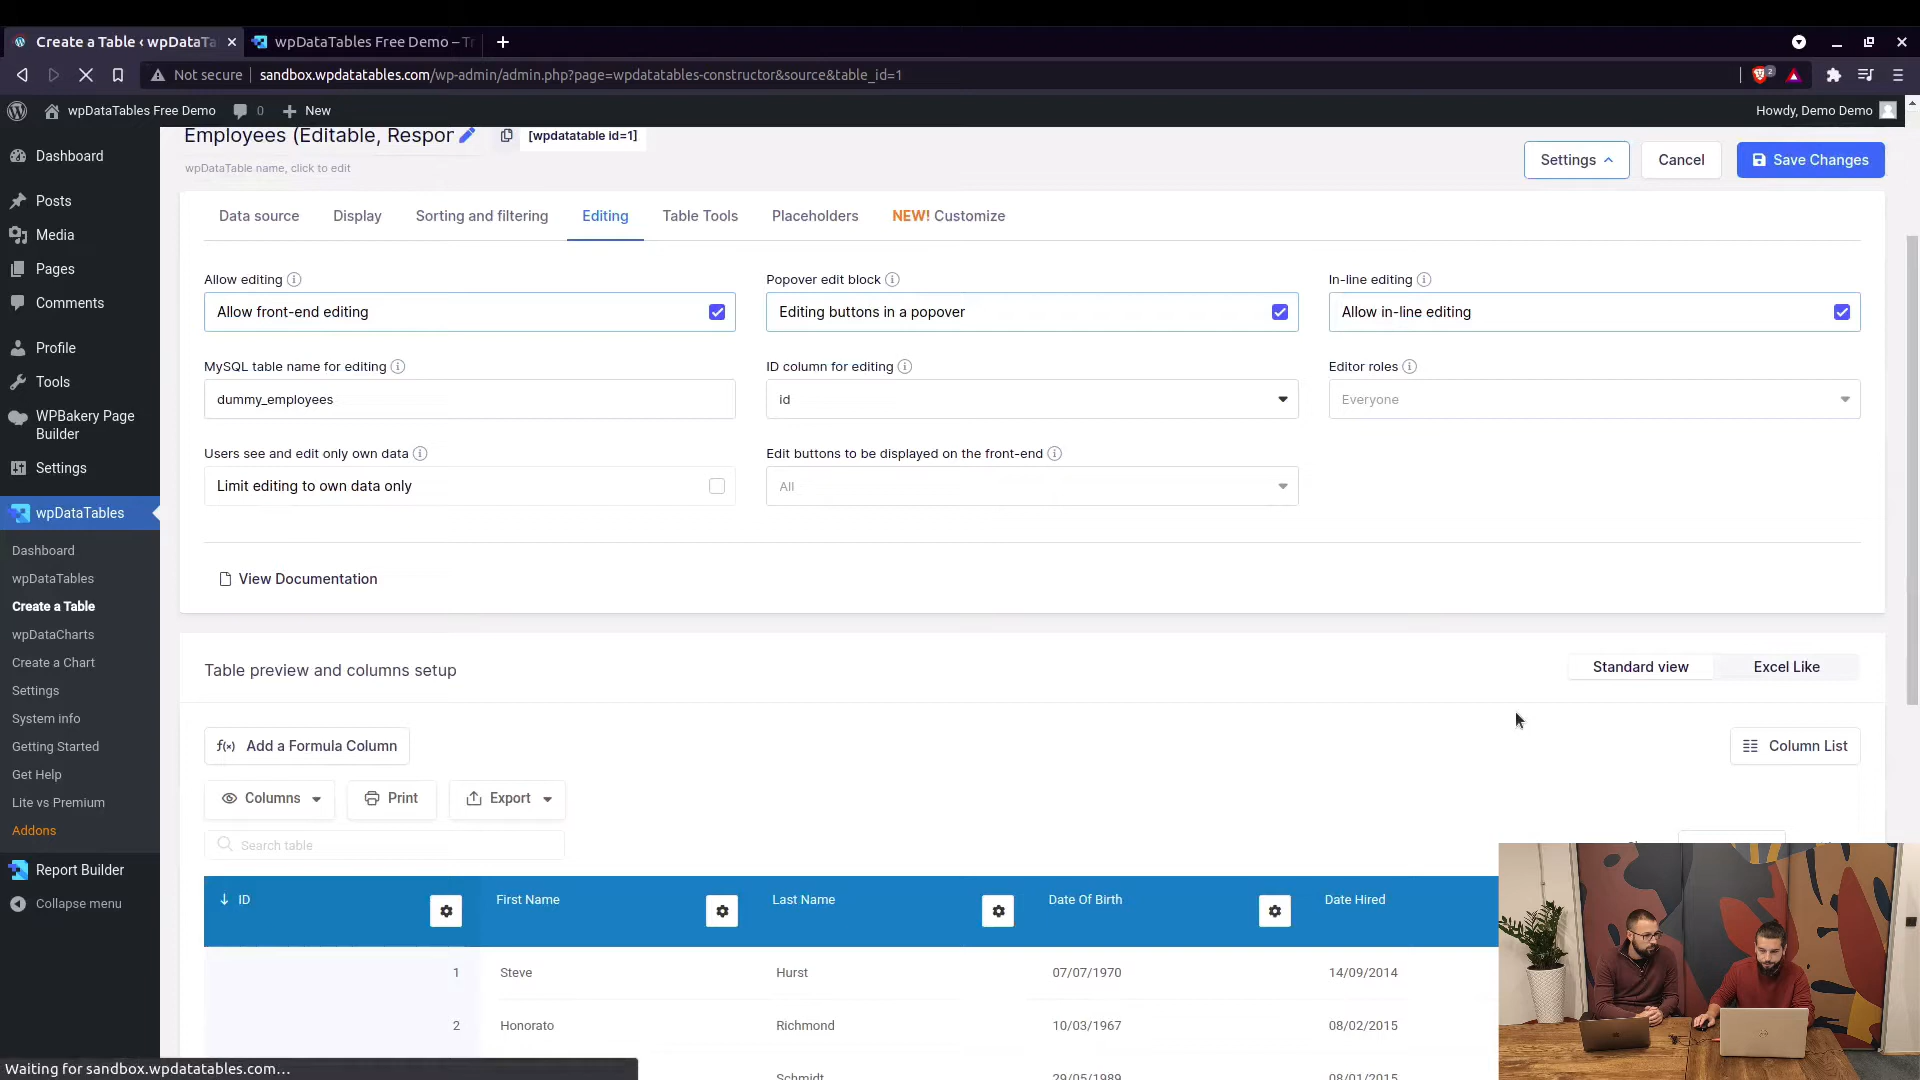 Create a Table ‹ wpDataTa
wpDataTables Free Demo – Tr
Not secure
sandbox.wpdatatables.com/wp-admin/admin.php?page=wpdatatables-constructor&source&table_id=1
2
wpDataTables Free Demo
0
New
Howdy, Demo Demo
Dashboard
Posts
Media
Pages
Comments
Profile
Tools
WPBakery Page
Builder
Settings
wpDataTables
Dashboard
wpDataTables
Create a Table
wpDataCharts
Create a Chart
Settings
System info
Getting Started
Get Help
Lite vs Premium
Addons
Report Builder
Collapse menu
Employees (Editable, Respor
[wpdatatable id=1]
wpDataTable name, click to edit
Settings
Cancel
Save Changes
Data source
Display
Sorting and filtering
Editing
Table Tools
Placeholders
NEW! Customize
Allow editing
Popover edit block
In-line editing
Allow front-end editing
Editing buttons in a popover
Allow in-line editing
MySQL table name for editing
ID column for editing
Editor roles
dummy_employees
id
Everyone
Users see and edit only own data
Edit buttons to be displayed on the front-end
Limit editing to own data only
All
View Documentation
Table preview and columns setup
Standard view
Excel Like
f(x) Add a Formula Column
Column List
Columns
Print
Export
Search table
ID
First Name
Last Name
Date Of Birth
Date Hired
1
Steve
Hurst
07/07/1970
14/09/2014
2
Honorato
Richmond
10/03/1967
08/02/2015
Schmidt
29/05/1989
08/01/2015
Waiting for sandbox.wpdatatables.com…